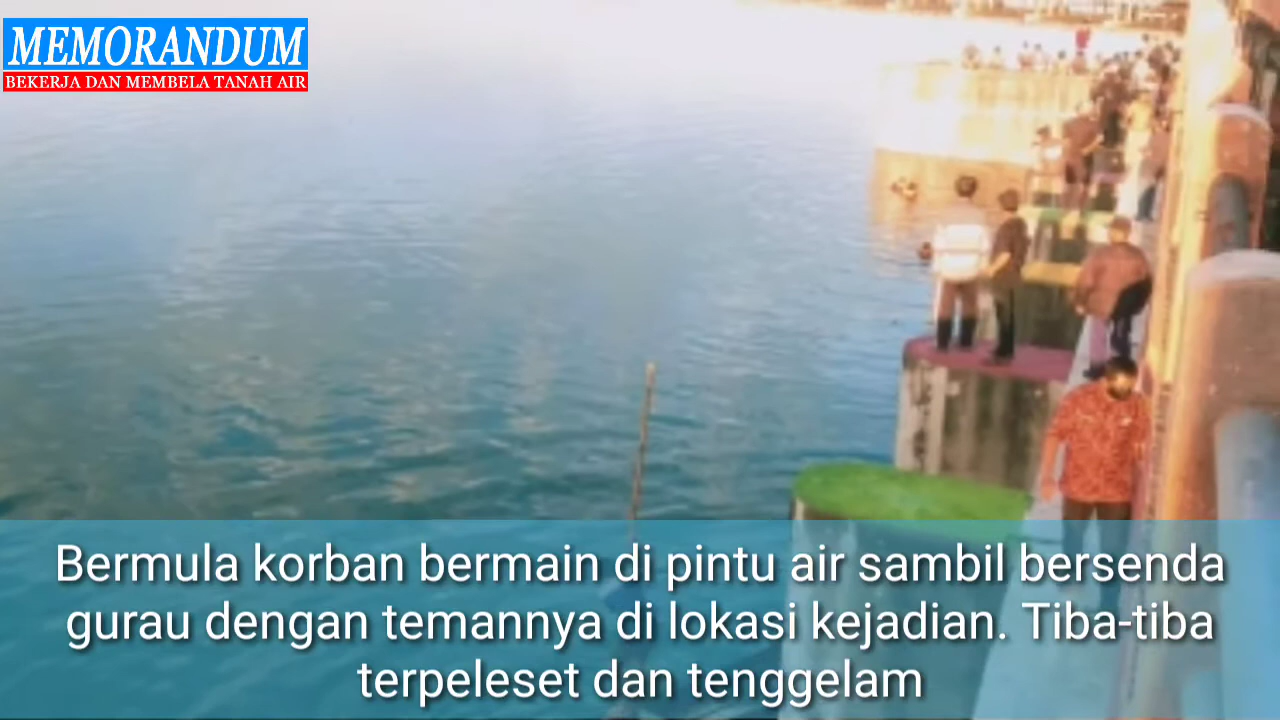 MEMORANDUM
BEKERJA DAN MEMBELA TANAH AIR
Bermula korban bermain di pintu air sambil bersenda
gurau dengan temannya di lokasi kejadian. Tiba-tiba
terpeleset dan tenggelam